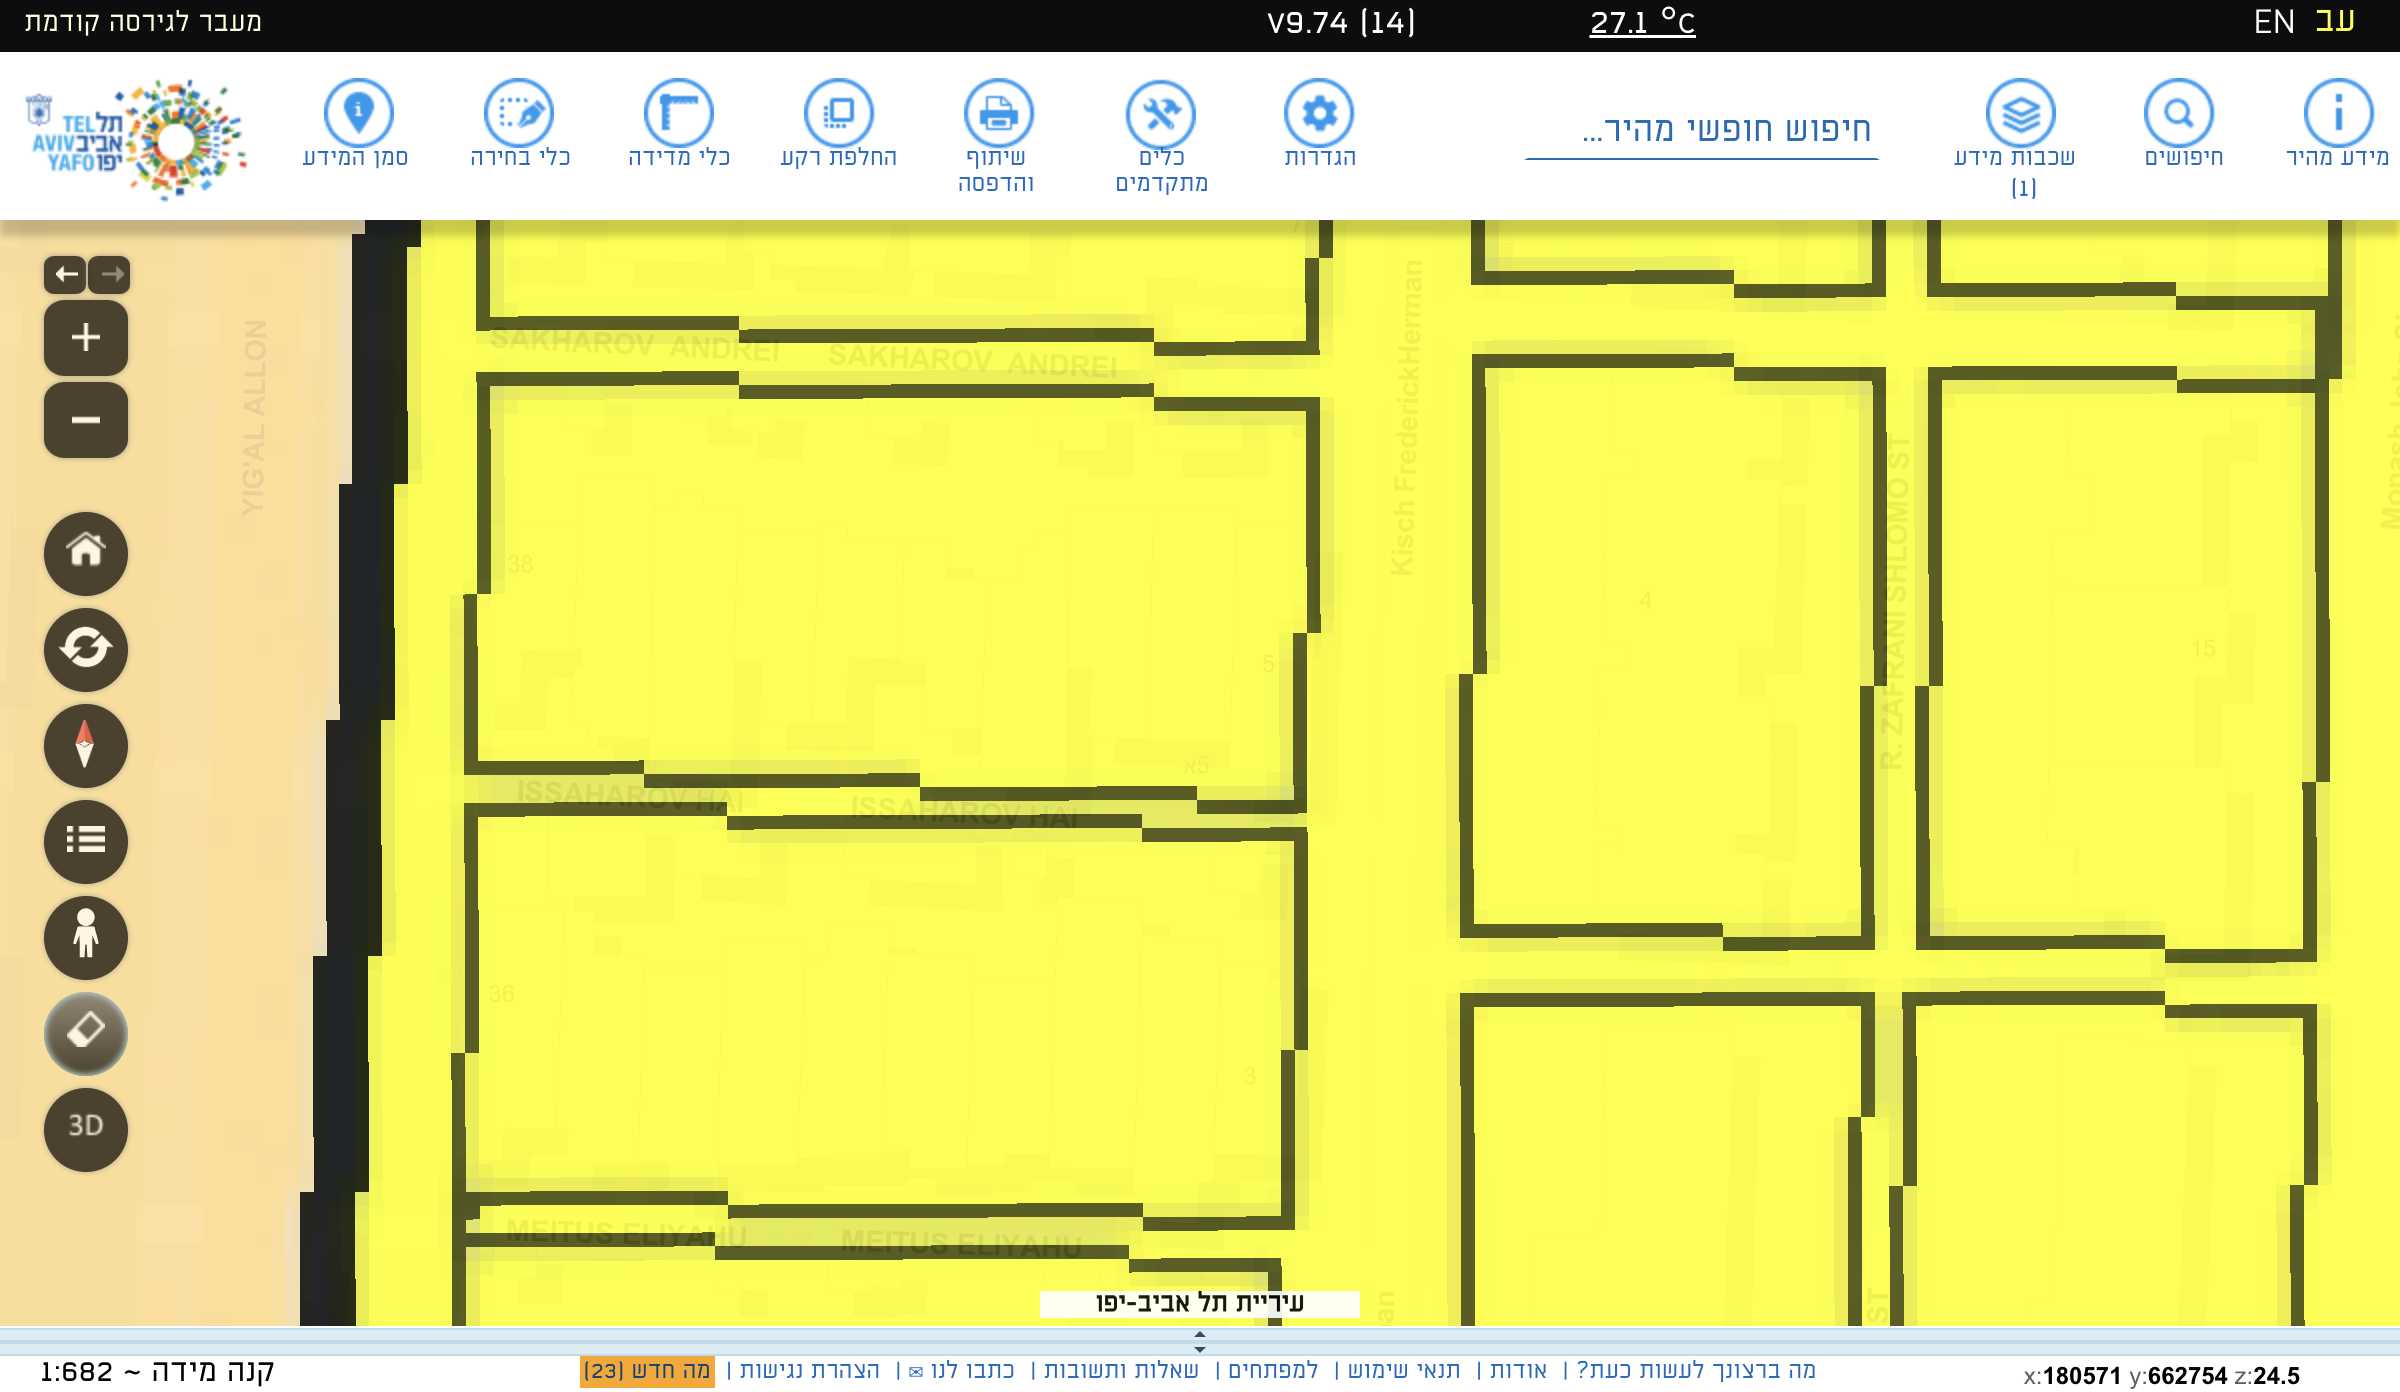 מעבר לגירסה קודמת
V9.74 (14)
27.1 °C
EN עב
תל אביב יפו
TEL AVIV YAFO
סמן המידע
כלי בחירה
כלי מדידה
החלפת רקע
שיתוף והדפסה
כלים מתקדמים
הגדרות
חיפוש חופשי מהיר...
שכבות מידע (1)
חיפושים
מידע מהיר
YIG'AL ALLON
SAKHAROV ANDREI
SAKHAROV ANDREI
Kisch FrederickHerman
R. ZAFRANI SHLOMO ST
38
5
4
15
א5
ISSAHAROV HAI
ISSAHAROV HAI
36
3
MEITUS ELIYAHU
MEITUS ELIYAHU
an
ST
3D
עיריית תל אביב-יפו
קנה מידה ~ 1:682
מה ברצונך לעשות כעת? | אודות | תנאי שימוש | למפתחים | שאלות ותשובות | כתבו לנו ✉ | הצהרת נגישות | מה חדש (23)
x:180571 y:662754 z:24.5